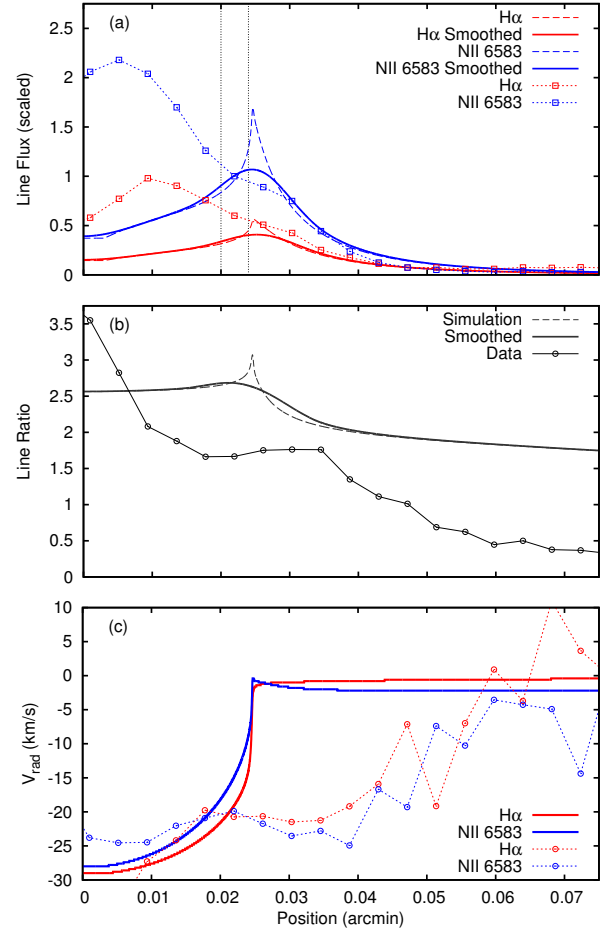 (a)
Hα
Hα Smoothed
NII 6583
NII 6583 Smoothed
Hα
NII 6583
Line Flux (scaled)
2.5
2
1.5
1
0.5
0
(b)
Simulation
Smoothed
Data
Line Ratio
3.5
3
2.5
2
1.5
1
0.5
0
(c)
Hα
NII 6583
Hα
NII 6583
V_rad (km/s)
10
5
0
-5
-10
-15
-20
-25
-30
0 0.01 0.02 0.03 0.04 0.05 0.06 0.07
Position (arcmin)